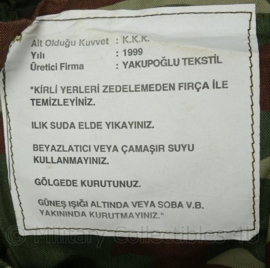 Ait Olduğu Kuvvet : K.K.K.
Yılı : 1999
Üretici Firma : YAKUPOĞLU TEKSTİL
"KİRLİ YERLERİ ZEDELEMEDEN FIRÇA İLE
TEMİZLEYİNİZ.
ILIK SUDA ELDE YIKAYINIZ.
BEYAZLATICI VEYA ÇAMAŞIR SUYU
KULLANMAYINIZ.
GÖLGEDE KURUTUNUZ.
GÜNEŞ IŞIĞI ALTINDA VEYA SOBA V.B.
YAKININDA KURUTMAYINIZ."